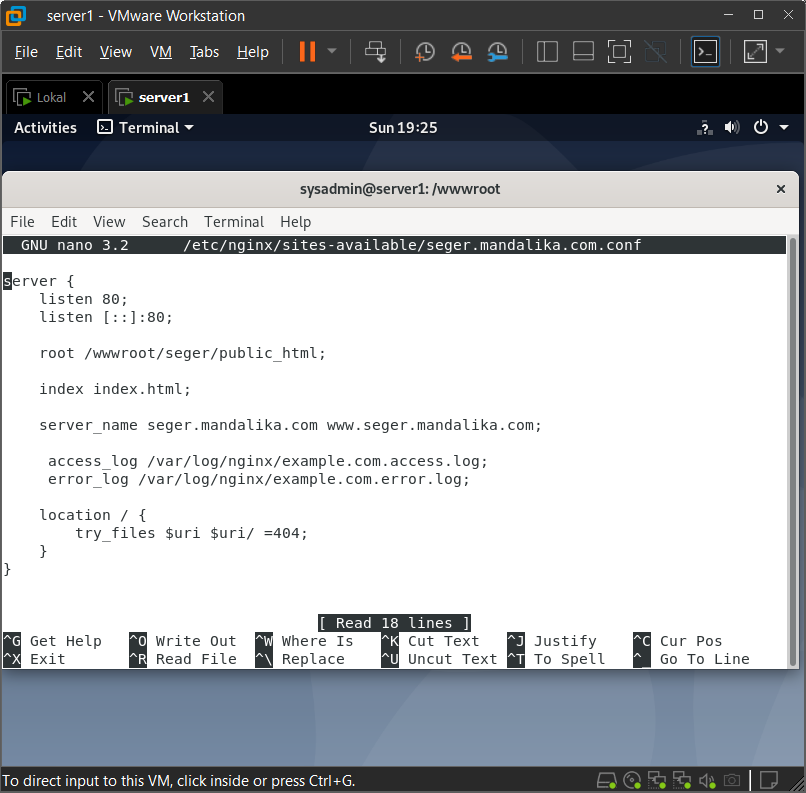 server1 - VMware Workstation
File Edit View VM Tabs Help
Lokal server1
Activities Terminal Sun 19:25
sysadmin@server1: /wwwroot
File Edit View Search Terminal Help
GNU nano 3.2 /etc/nginx/sites-available/seger.mandalika.com.conf
server {
listen 80;
listen [::]:80;
root /wwwroot/seger/public_html;
index index.html;
server_name seger.mandalika.com www.seger.mandalika.com;
access_log /var/log/nginx/example.com.access.log;
error_log /var/log/nginx/example.com.error.log;
location / {
try_files $uri $uri/ =404;
}
}
[ Read 18 lines ]
^G Get Help ^O Write Out ^W Where Is ^K Cut Text ^J Justify ^C Cur Pos
^X Exit ^R Read File ^\ Replace ^U Uncut Text ^T To Spell ^_ Go To Line
To direct input to this VM, click inside or press Ctrl+G.